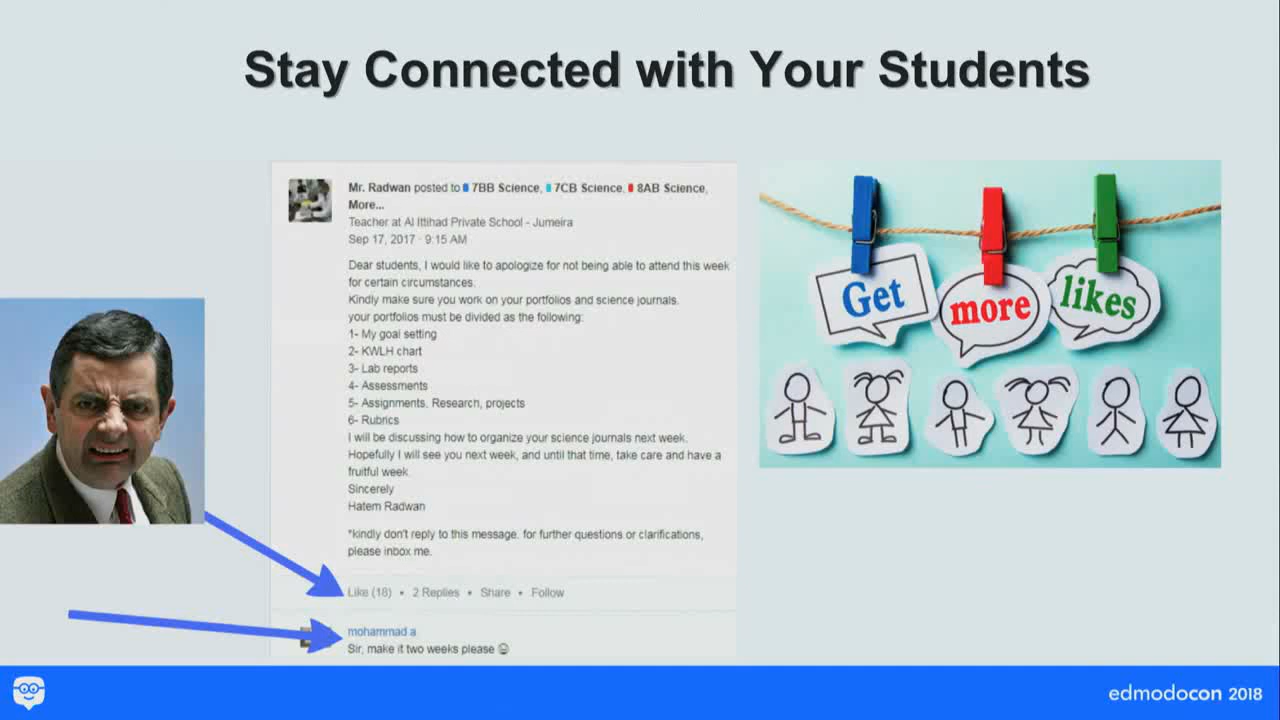 Stay Connected with Your Students
Mr. Radwan posted to 7BB Science, 7CB Science, 8AB Science,
More...
Teacher at Al Ittihad Private School - Jumeira
Sep 17, 2017 · 9:15 AM
Dear students, I would like to apologize for not being able to attend this week
for certain circumstances.
Kindly make sure you work on your portfolios and science journals.
your portfolios must be divided as the following:
1- My goal setting
2- KWLH chart
3- Lab reports
4- Assessments
5- Assignments. Research, projects
6- Rubrics
I will be discussing how to organize your science journals next week.
Hopefully I will see you next week, and until that time, take care and have a
fruitful week.
Sincerely
Hatem Radwan
*kindly don't reply to this message. for further questions or clarifications,
please inbox me.
Like (18) • 2 Replies • Share • Follow
mohammad a
Sir, make it two weeks please
Get
more
likes
edmodocon 2018